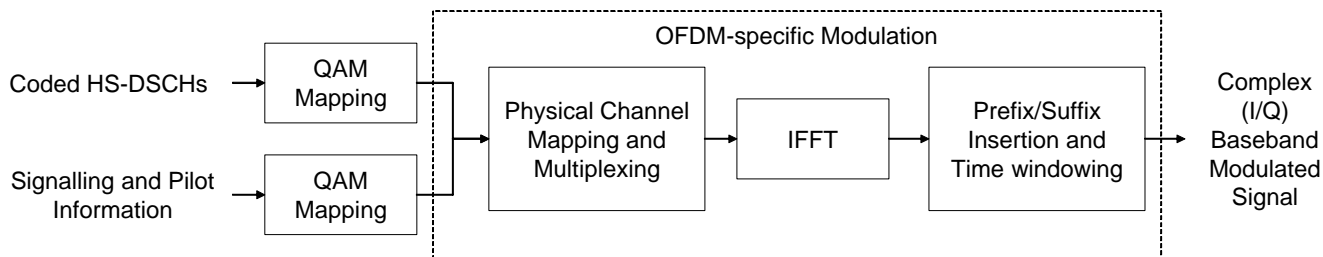 OFDM-specific Modulation
Coded HS-DSCHs
QAM
Mapping
Signalling and Pilot
Information
QAM
Mapping
Physical Channel
Mapping and
Multiplexing
IFFT
Prefix/Suffix
Insertion and
Time windowing
Complex
(I/Q)
Baseband
Modulated
Signal